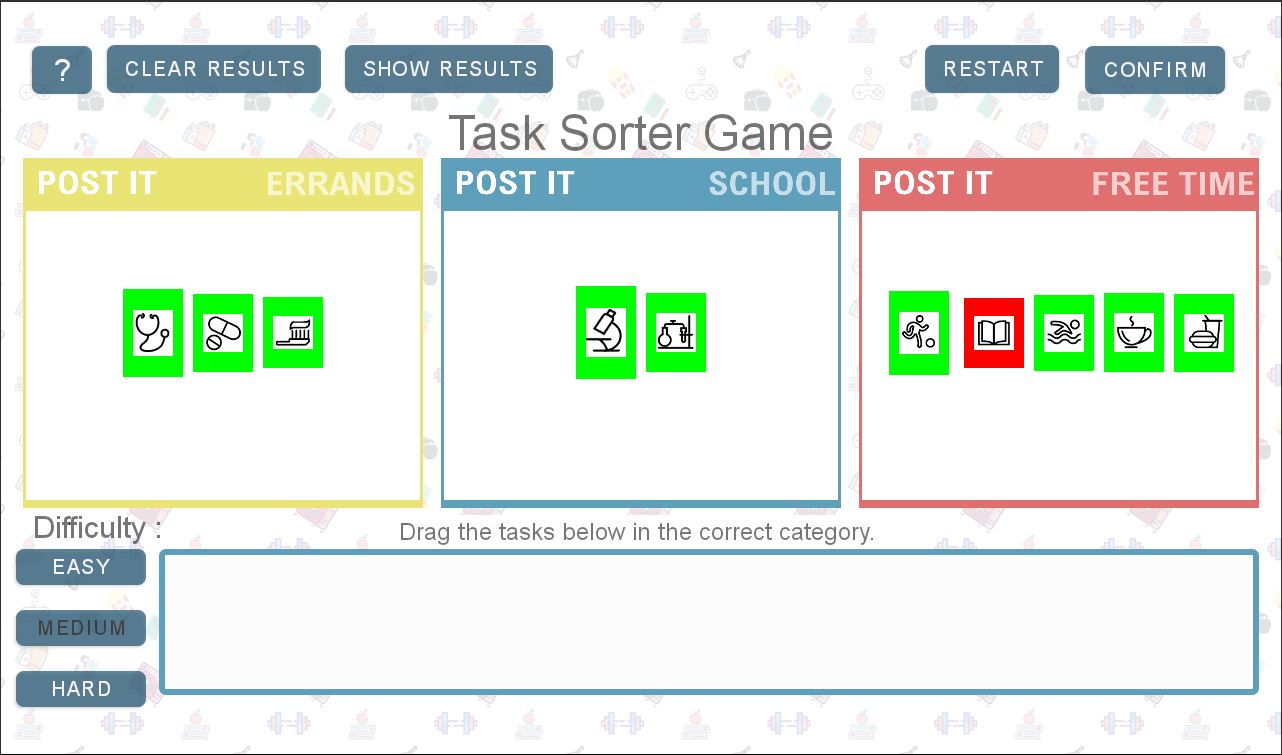 ?
CLEAR RESULTS
SHOW RESULTS
RESTART
CONFIRM
Task Sorter Game
POST IT ERRANDS
POST IT SCHOOL
POST IT FREE TIME
Difficulty :
Drag the tasks below in the correct category.
EASY
MEDIUM
HARD